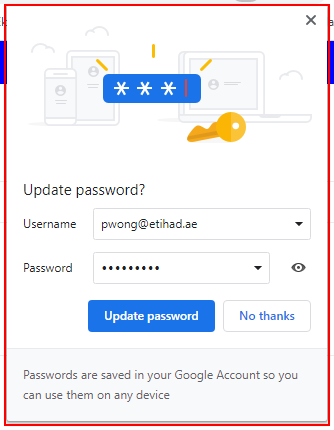 Update password?
Username
pwong@etihad.ae
Password
•••••••••
Update password
No thanks
Passwords are saved in your Google Account so you
can use them on any device